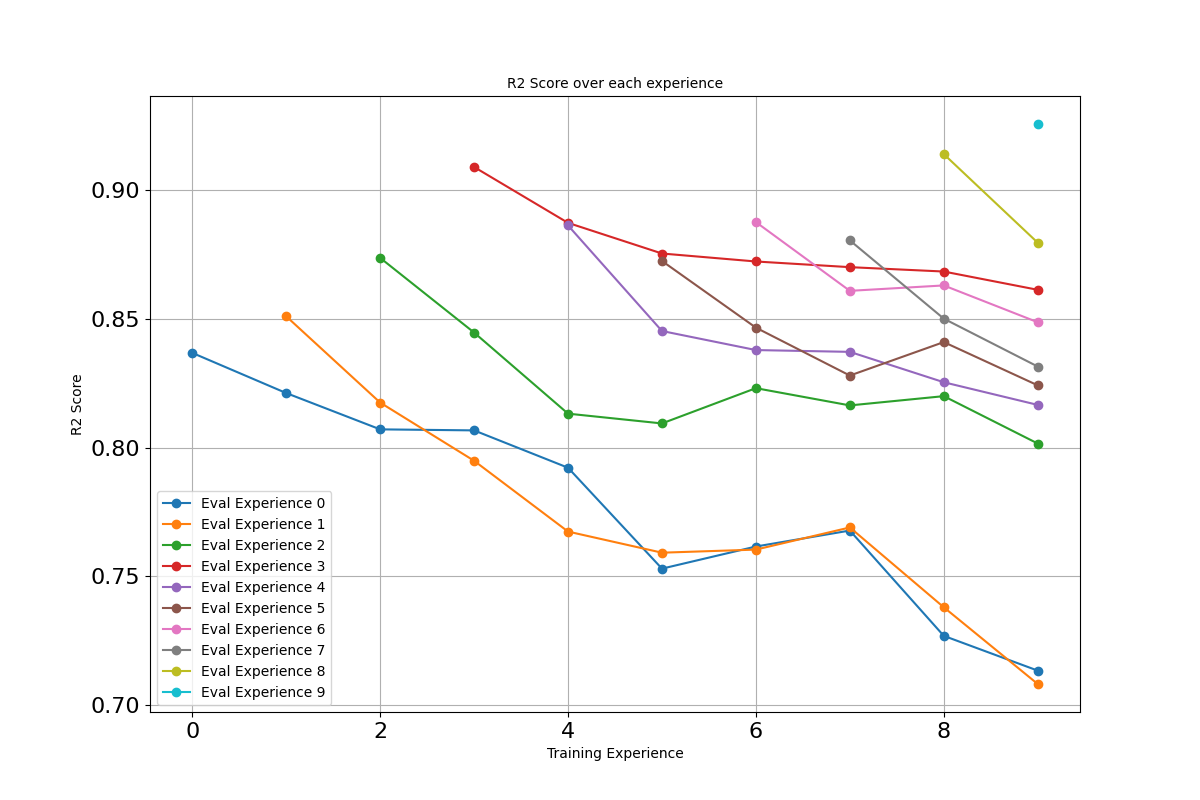 R2 Score over each experience
R2 Score
0.90
0.85
0.80
0.75
0.70
Eval Experience 0
Eval Experience 1
Eval Experience 2
Eval Experience 3
Eval Experience 4
Eval Experience 5
Eval Experience 6
Eval Experience 7
Eval Experience 8
Eval Experience 9
0 2 4 6 8
Training Experience